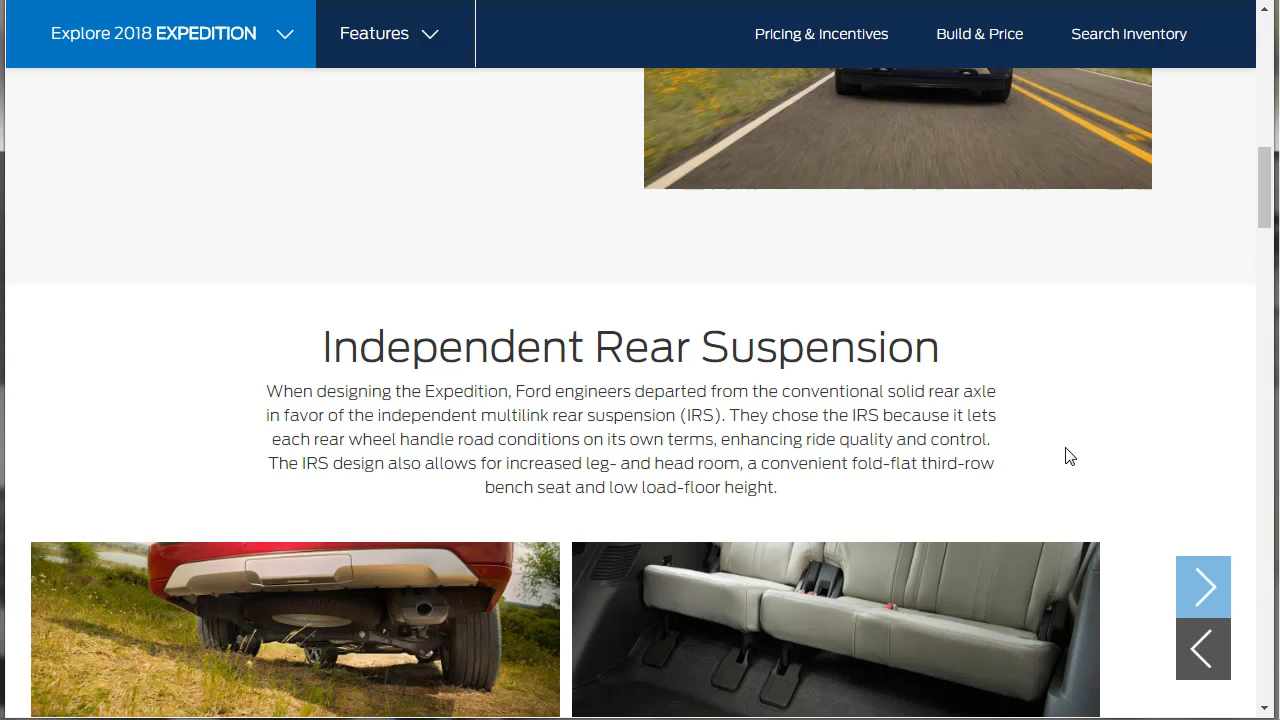 Explore 2018 EXPEDITION
Features
Pricing & Incentives
Build & Price
Search Inventory
Independent Rear Suspension
When designing the Expedition, Ford engineers departed from the conventional solid rear axle
in favor of the independent multilink rear suspension (IRS). They chose the IRS because it lets
each rear wheel handle road conditions on its own terms, enhancing ride quality and control.
The IRS design also allows for increased leg- and head room, a convenient fold-flat third-row
bench seat and low load-floor height.